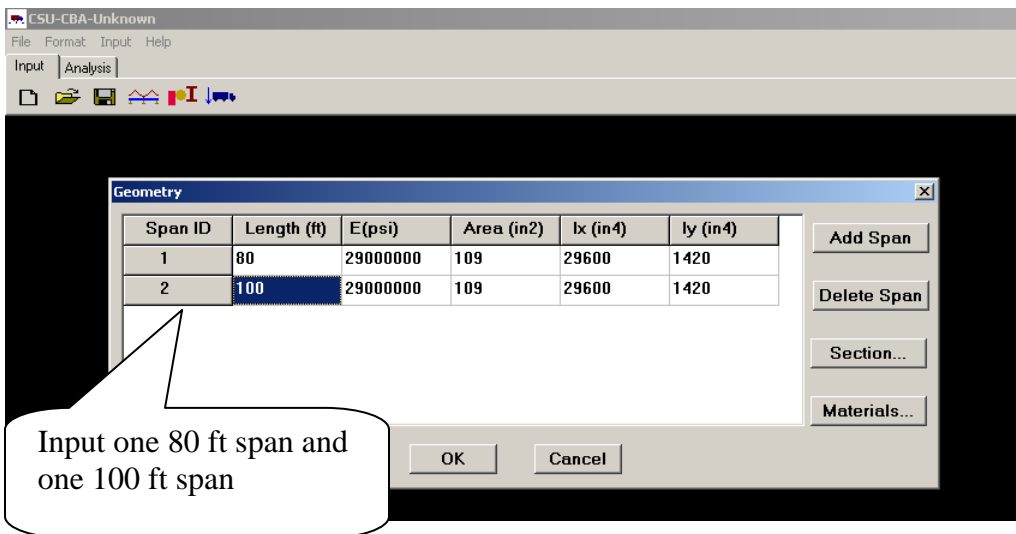 CSU-CBA-Unknown
File Format Input Help
Input Analysis
Geometry
Span ID Length (ft) E(psi) Area (in2) Ix (in4) Iy (in4)
1 80 29000000 109 29600 1420
2 100 29000000 109 29600 1420
Add Span
Delete Span
Section...
Materials...
Input one 80 ft span and
one 100 ft span
OK Cancel